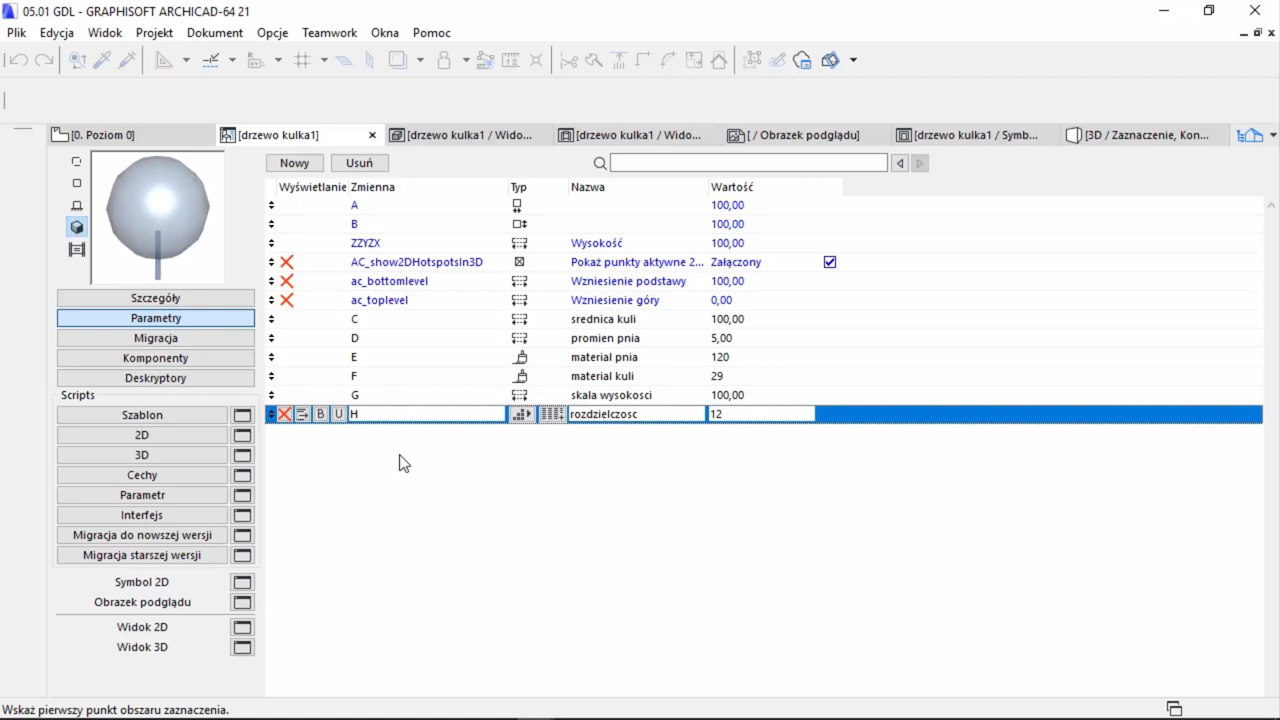 05.01 GDL - GRAPHISOFT ARCHICAD-64 21
Plik Edycja Widok Projekt Dokument Opcje Teamwork Okna Pomoc
[0. Poziom 0] [drzewo kulka1] [drzewo kulka1 / Wido... [drzewo kulka1 / Wido... [ / Obrazek podglądu] [drzewo kulka1 / Symb... [3D / Zaznaczenie, Kon...
Nowy Usuń
Wyświetlanie Zmienna Typ Nazwa Wartość
A 100,00
B 100,00
ZZYZX Wysokość 100,00
AC_show2DHotspotsIn3D Pokaż punkty aktywne 2... Załączony
ac_bottomlevel Wzniesienie podstawy 100,00
ac_toplevel Wzniesienie góry 0,00
C srednica kuli 100,00
D promien pnia 5,00
E material pnia 120
F material kuli 29
G skala wysokosci 100,00
B U H rozdzielczosc 12
Szczegóły
Parametry
Migracja
Komponenty
Deskryptory
Scripts
Szablon
2D
3D
Cechy
Parametr
Interfejs
Migracja do nowszej wersji
Migracja starszej wersji
Symbol 2D
Obrazek podglądu
Widok 2D
Widok 3D
Wskaż pierwszy punkt obszaru zaznaczenia.